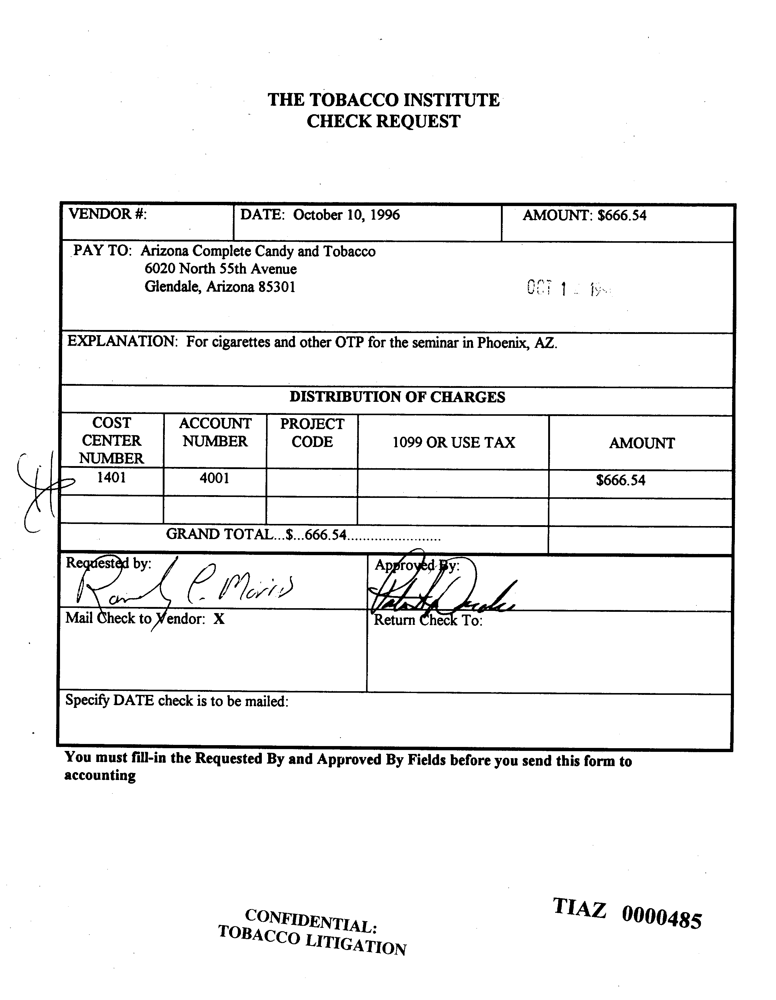 THE TOBACCO INSTITUTE
CHECK REQUEST
VENDOR #: DATE: October 10, 1996 AMOUNT: $666.54
PAY TO: Arizona Complete Candy and Tobacco
6020 North 55th Avenue
Glendale, Arizona 85301
OCT 1
EXPLANATION: For cigarettes and other OTP for the seminar in Phoenix, AZ.
DISTRIBUTION OF CHARGES
COST CENTER NUMBER ACCOUNT NUMBER PROJECT CODE 1099 OR USE TAX AMOUNT
1401 4001 $666.54
GRAND TOTAL...$...666.54........................
Requested by: Approved By:
Mail Check to Vendor: X Return Check To:
Specify DATE check is to be mailed:
You must fill-in the Requested By and Approved By Fields before you send this form to
accounting
CONFIDENTIAL:
TOBACCO LITIGATION
TIAZ 0000485